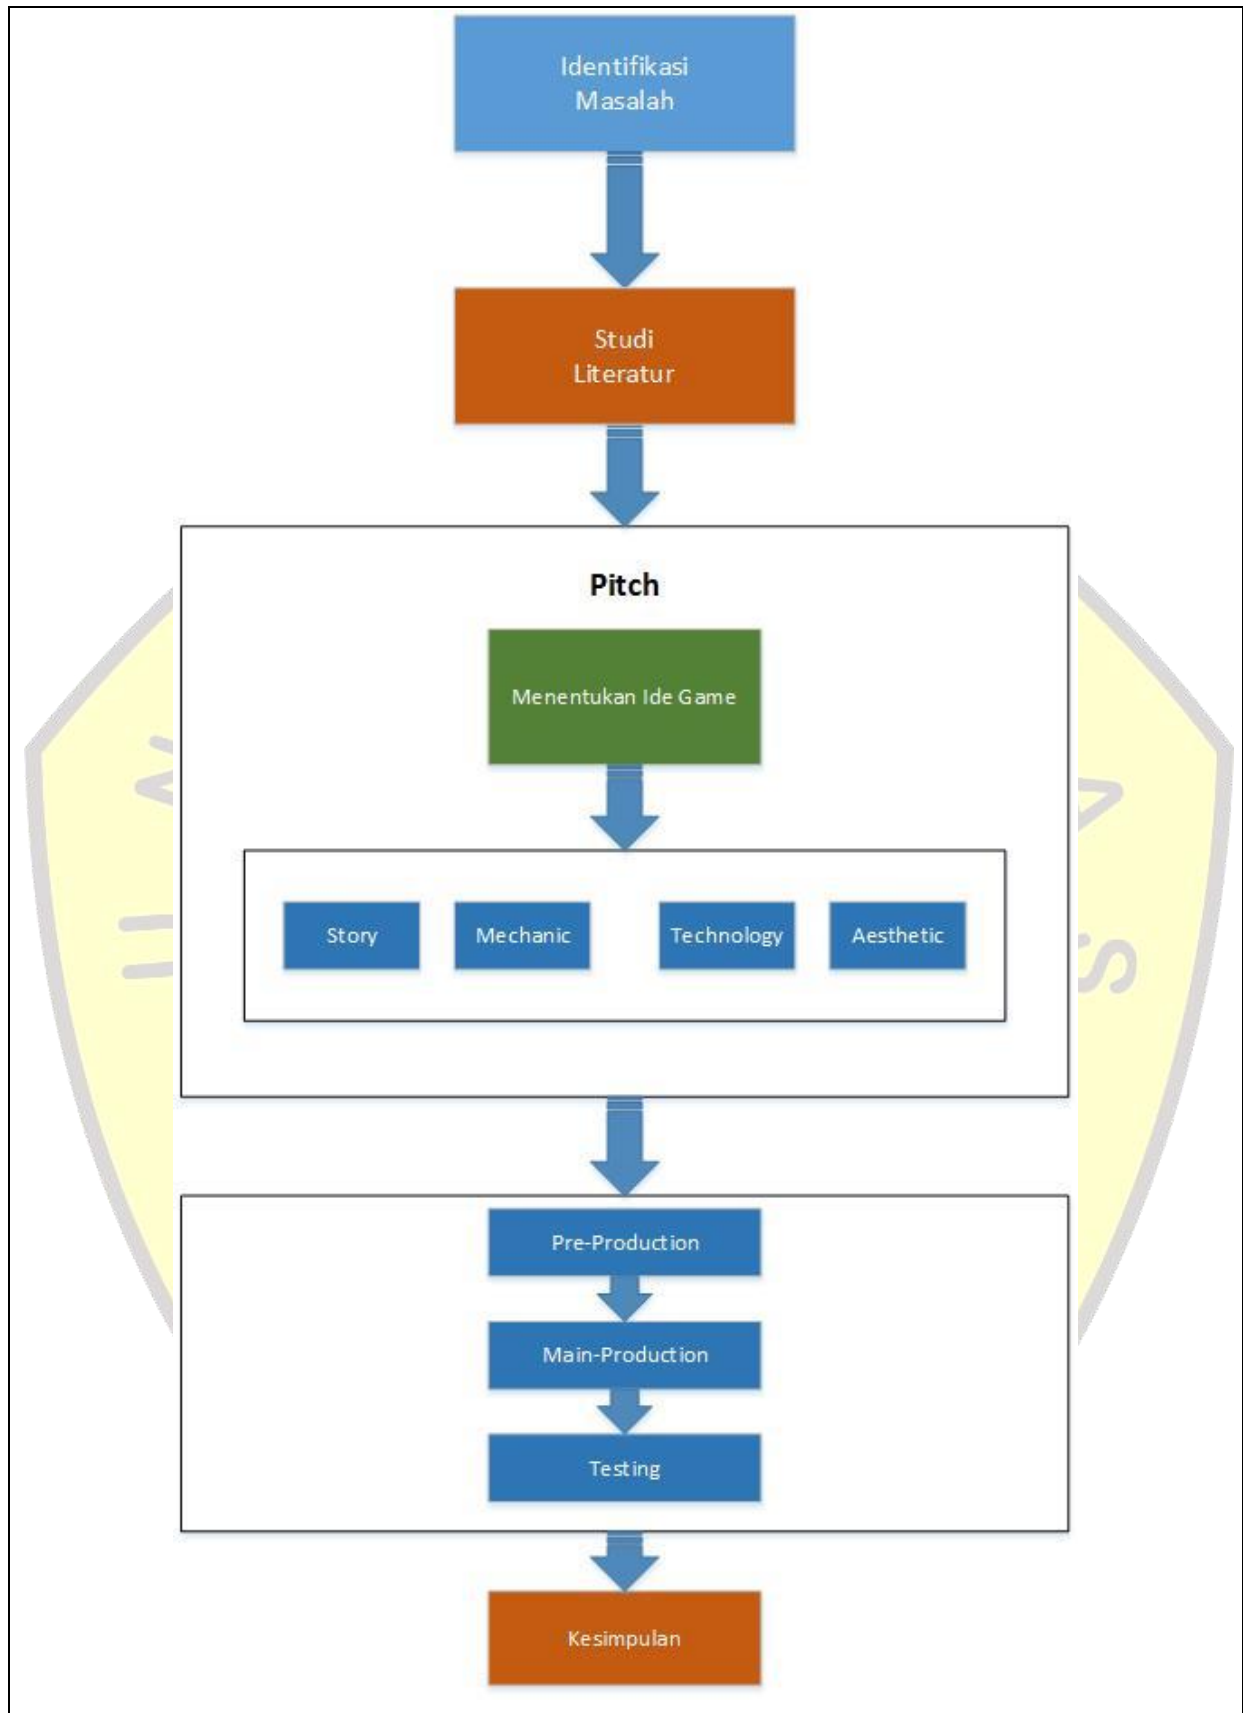 Identifikasi
Masalah
Studi
Literatur
Pitch
Menentukan Ide Game
Story
Mechanic
Technology
Aesthetic
Pre-Production
Main-Production
Testing
Kesimpulan